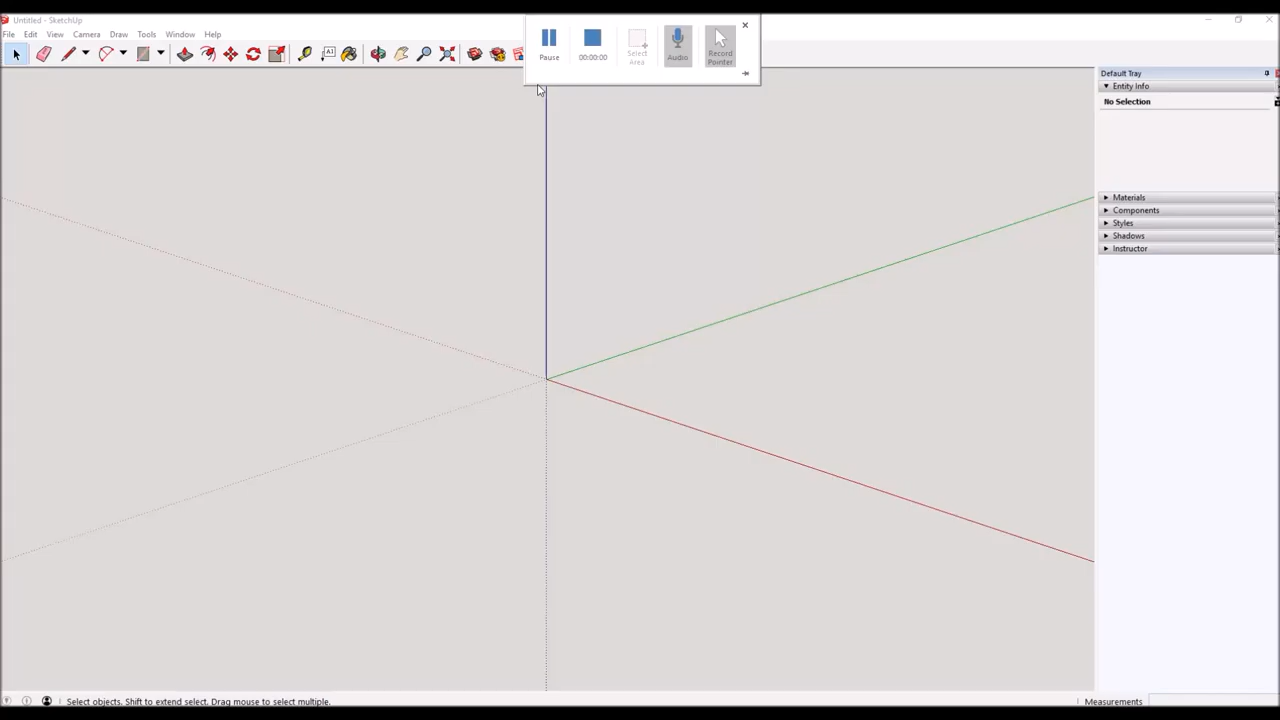 Untitled - SketchUp
File Edit View Camera Draw Tools Window Help
Pause
00:00:00
Select
Area
Audio
Record
Pointer
Default Tray
Entity Info
No Selection
Materials
Components
Styles
Shadows
Instructor
Select objects. Shift to extend select. Drag mouse to select multiple.
Measurements